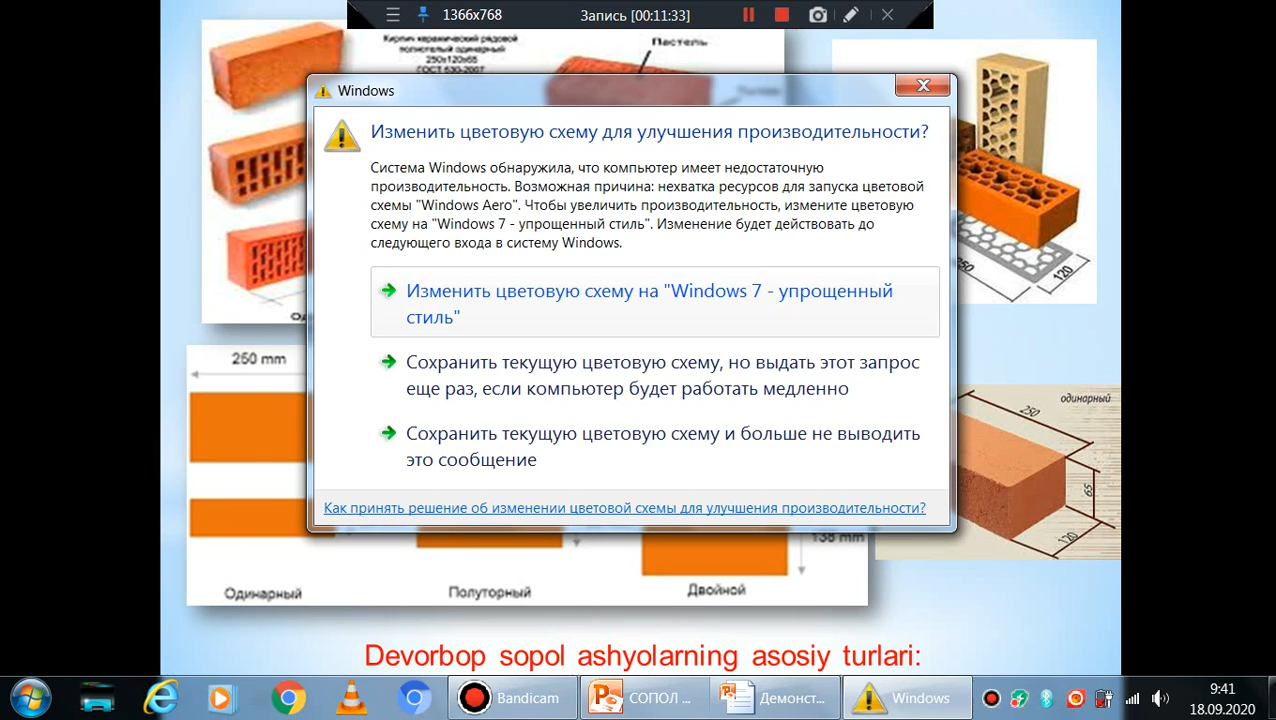 1366x768
Запись [00:11:33]
Кирпич керамический рядовой
полнотелый одинарный
250x120x65
ГОСТ 530-2007
Постель
Windows
Изменить цветовую схему для улучшения производительности?
Система Windows обнаружила, что компьютер имеет недостаточную
производительность. Возможная причина: нехватка ресурсов для запуска цветовой
схемы "Windows Aero". Чтобы увеличить производительность, измените цветовую
схему на "Windows 7 - упрощенный стиль". Изменение будет действовать до
следующего входа в систему Windows.
Изменить цветовую схему на "Windows 7 - упрощенный
стиль"
Сохранить текущую цветовую схему, но выдать этот запрос
еще раз, если компьютер будет работать медленно
Сохранить текущую цветовую схему и больше не выводить
это сообщение
Как принять решение об изменении цветовой схемы для улучшения производительности?
250
120
250 mm
одинарный
250
65
120
138 mm
Одинарный
Полуторный
Двойной
Devorbop sopol ashyolarning asosiy turlari:
Bandicam
СОПОЛ ...
Демонст...
Windows
9:41
18.09.2020